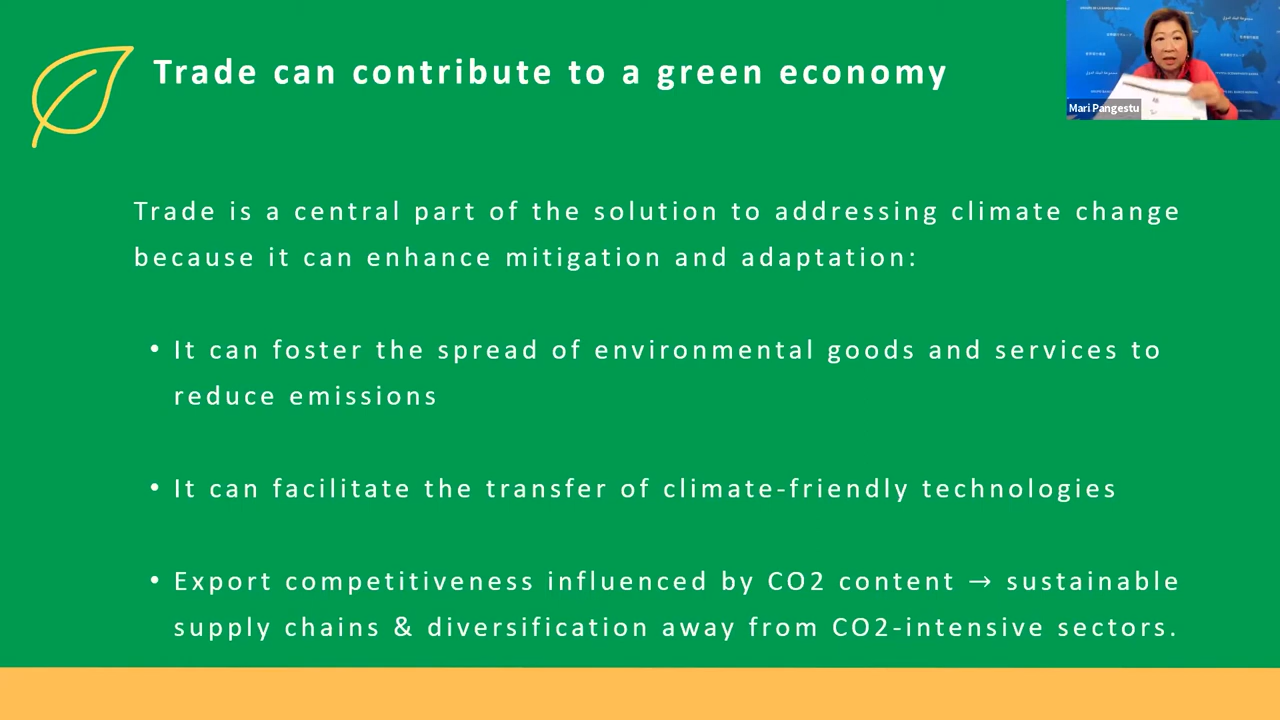 Trade can contribute to a green economy
Mari Pangestu
Trade is a central part of the solution to addressing climate change
because it can enhance mitigation and adaptation:
• It can foster the spread of environmental goods and services to
reduce emissions
• It can facilitate the transfer of climate-friendly technologies
• Export competitiveness influenced by CO2 content → sustainable
supply chains & diversification away from CO2-intensive sectors.